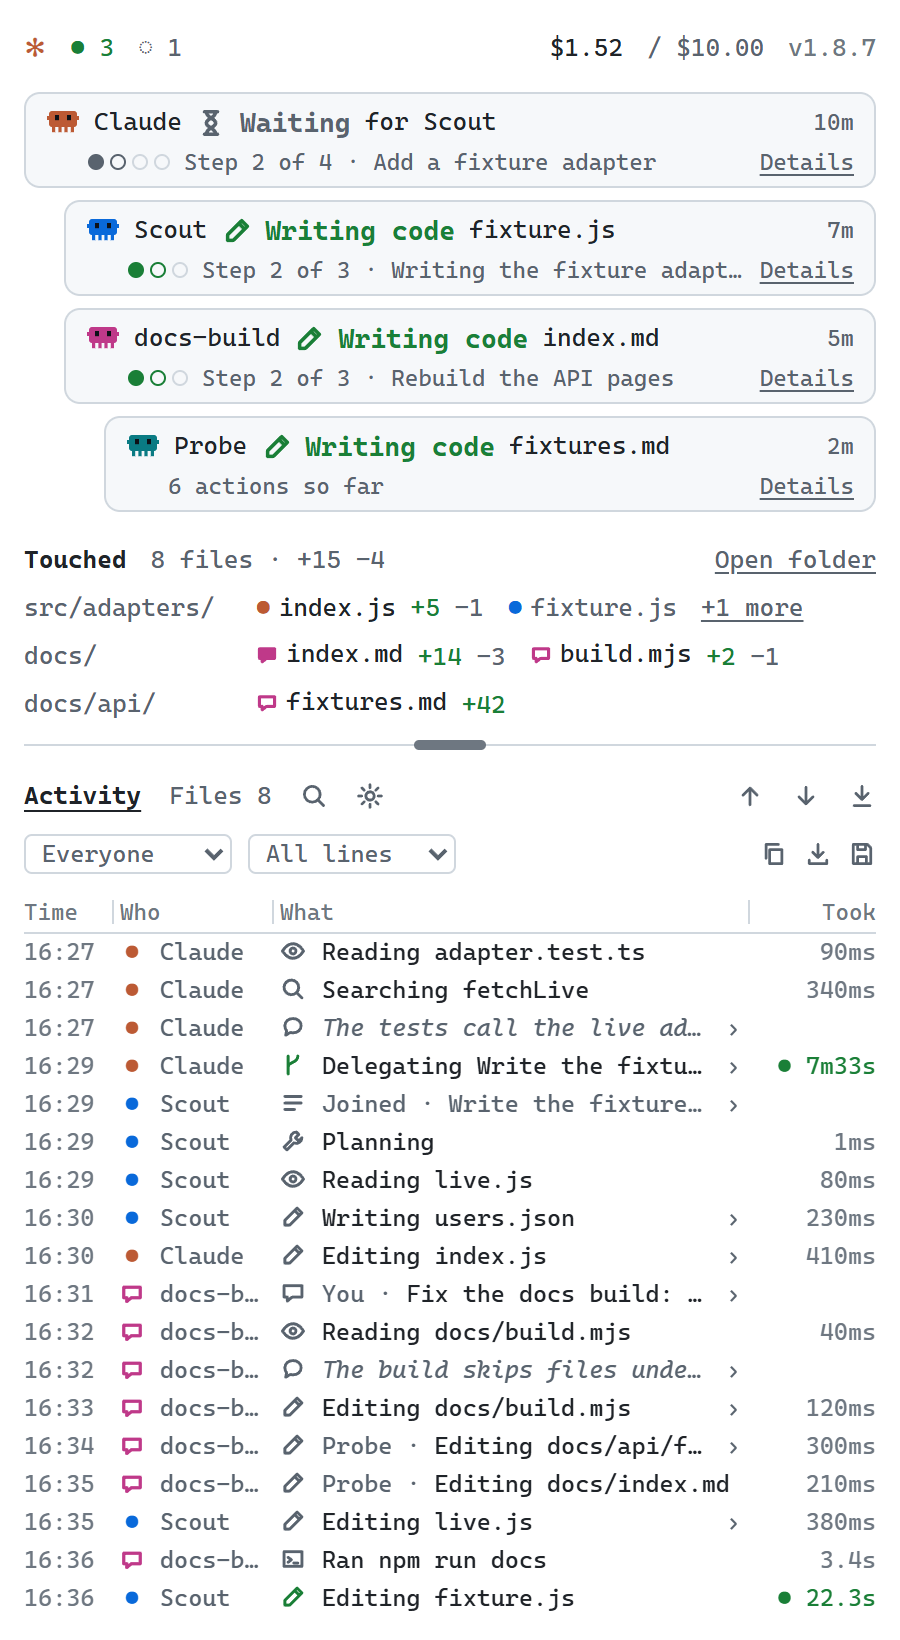 ✻ ● 3 ◌ 1 $1.52 / $10.00 v1.8.7
Claude Waiting for Scout 10m
Step 2 of 4 · Add a fixture adapter Details
Scout Writing code fixture.js 7m
Step 2 of 3 · Writing the fixture adapt… Details
docs-build Writing code index.md 5m
Step 2 of 3 · Rebuild the API pages Details
Probe Writing code fixtures.md 2m
6 actions so far Details
Touched 8 files · +15 −4 Open folder
src/adapters/ index.js +5 −1 fixture.js +1 more
docs/ index.md +14 −3 build.mjs +2 −1
docs/api/ fixtures.md +42
Activity Files 8
Everyone All lines
Time Who What Took
16:27 Claude Reading adapter.test.ts 90ms
16:27 Claude Searching fetchLive 340ms
16:27 Claude The tests call the live ad… ›
16:29 Claude Delegating Write the fixtu… › ● 7m33s
16:29 Scout Joined · Write the fixture… ›
16:29 Scout Planning 1ms
16:29 Scout Reading live.js 80ms
16:30 Scout Writing users.json › 230ms
16:30 Claude Editing index.js › 410ms
16:31 docs-b… You · Fix the docs build: … ›
16:32 docs-b… Reading docs/build.mjs 40ms
16:32 docs-b… The build skips files unde… ›
16:33 docs-b… Editing docs/build.mjs › 120ms
16:34 docs-b… Probe · Editing docs/api/f… › 300ms
16:35 docs-b… Probe · Editing docs/index.md 210ms
16:35 Scout Editing live.js › 380ms
16:36 docs-b… Ran npm run docs 3.4s
16:36 Scout Editing fixture.js ● 22.3s